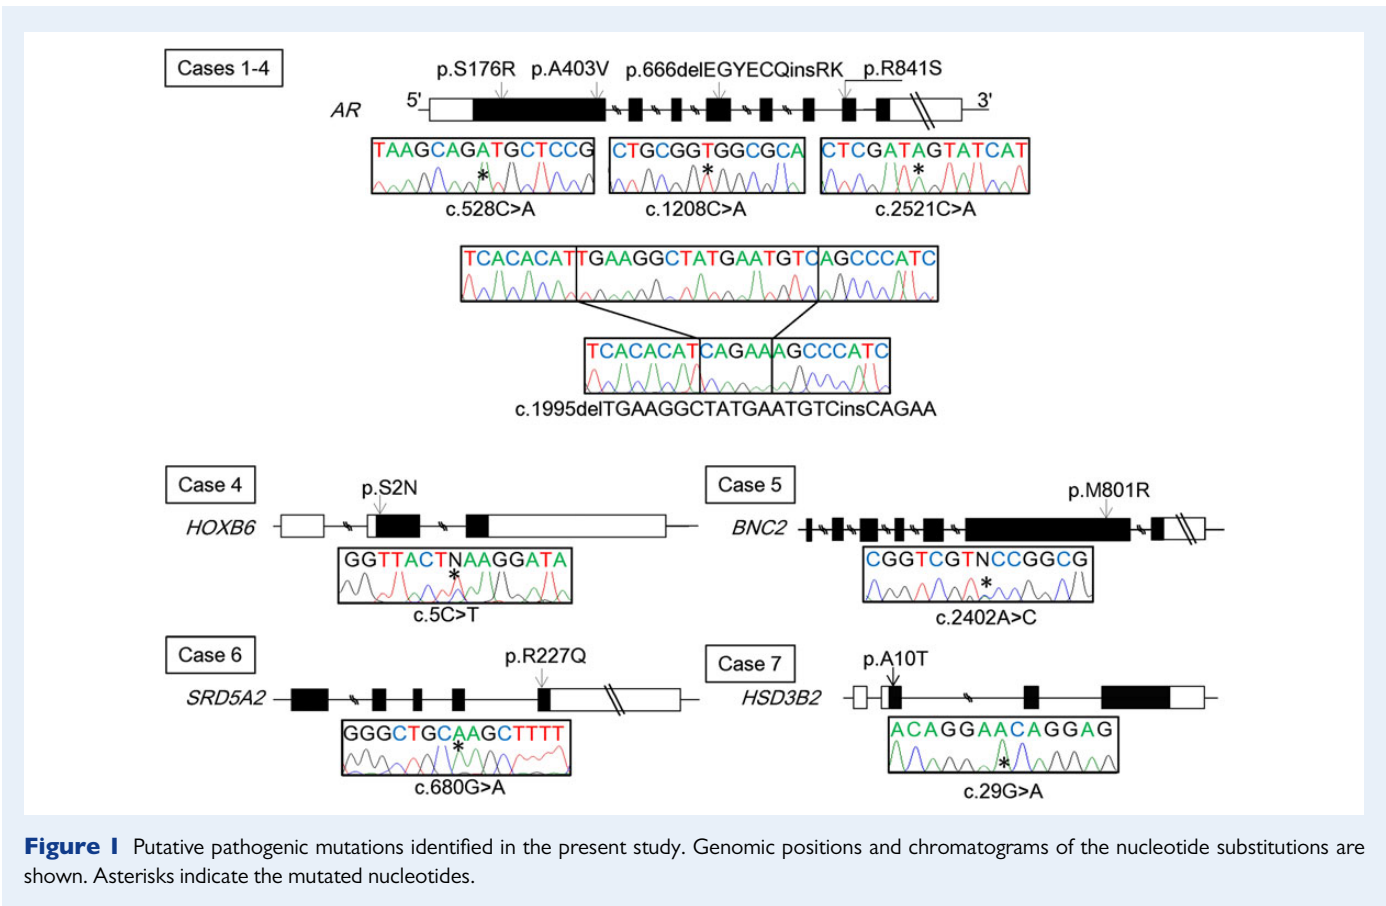 Cases 1-4
p.S176R p.A403V p.666delEGYECQinsRK p.R841S
AR 5' 3'
TAAGCAGATGCTCCG CTGCGGTGGCGCA CTCGATAGTATCAT
* * *
c.528C>A c.1208C>A c.2521C>A
TCACACATTGAAGGCTATGAATGTCAGCCCATC
TCACACATCAGAAAGCCCATC
c.1995delTGAAGGCTATGAATGTCinsCAGAA
Case 4
p.S2N
HOXB6
GGTTACTNAAGGATA
*
c.5C>T
Case 5
p.M801R
BNC2
CGGTCGTNCCGGCG
*
c.2402A>C
Case 6
p.R227Q
SRD5A2
GGGCTGCAAGCTTTT
*
c.680G>A
Case 7
p.A10T
HSD3B2
ACAGGAACAGGAG
*
c.29G>A
Figure 1 Putative pathogenic mutations identified in the present study. Genomic positions and chromatograms of the nucleotide substitutions are
shown. Asterisks indicate the mutated nucleotides.